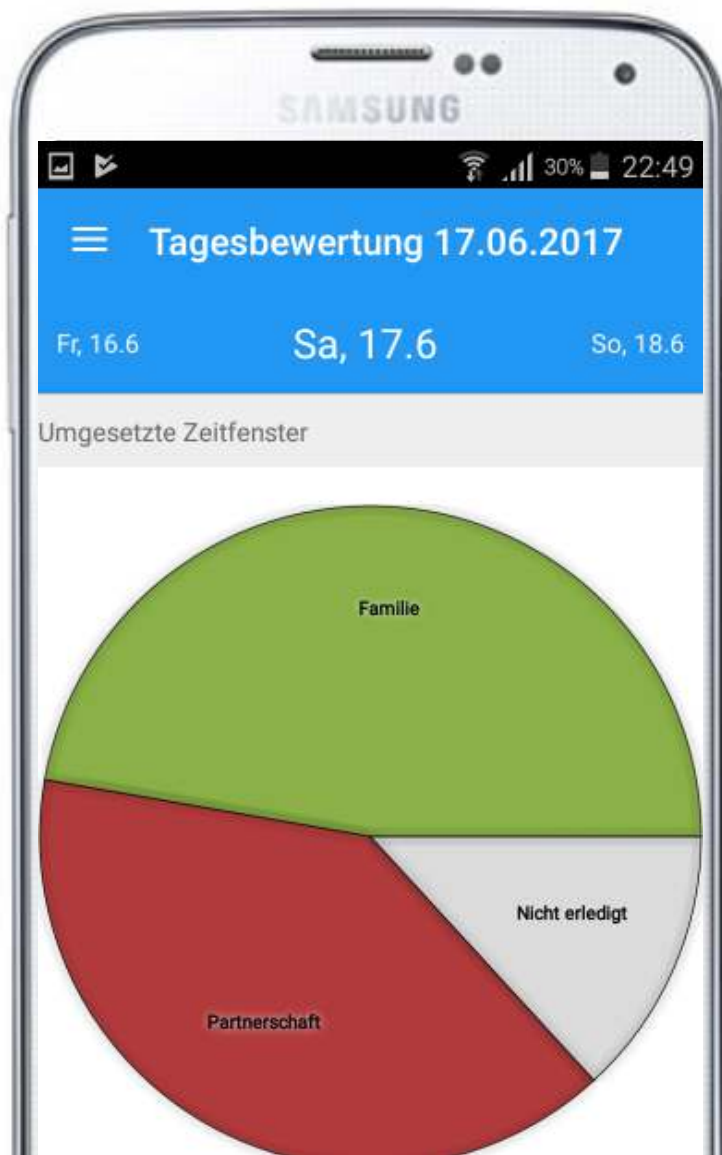 SAMSUNG
30% 22:49
Tagesbewertung 17.06.2017
Fr, 16.6 Sa, 17.6 So, 18.6
Umgesetzte Zeitfenster
Familie
Nicht erledigt
Partnerschaft